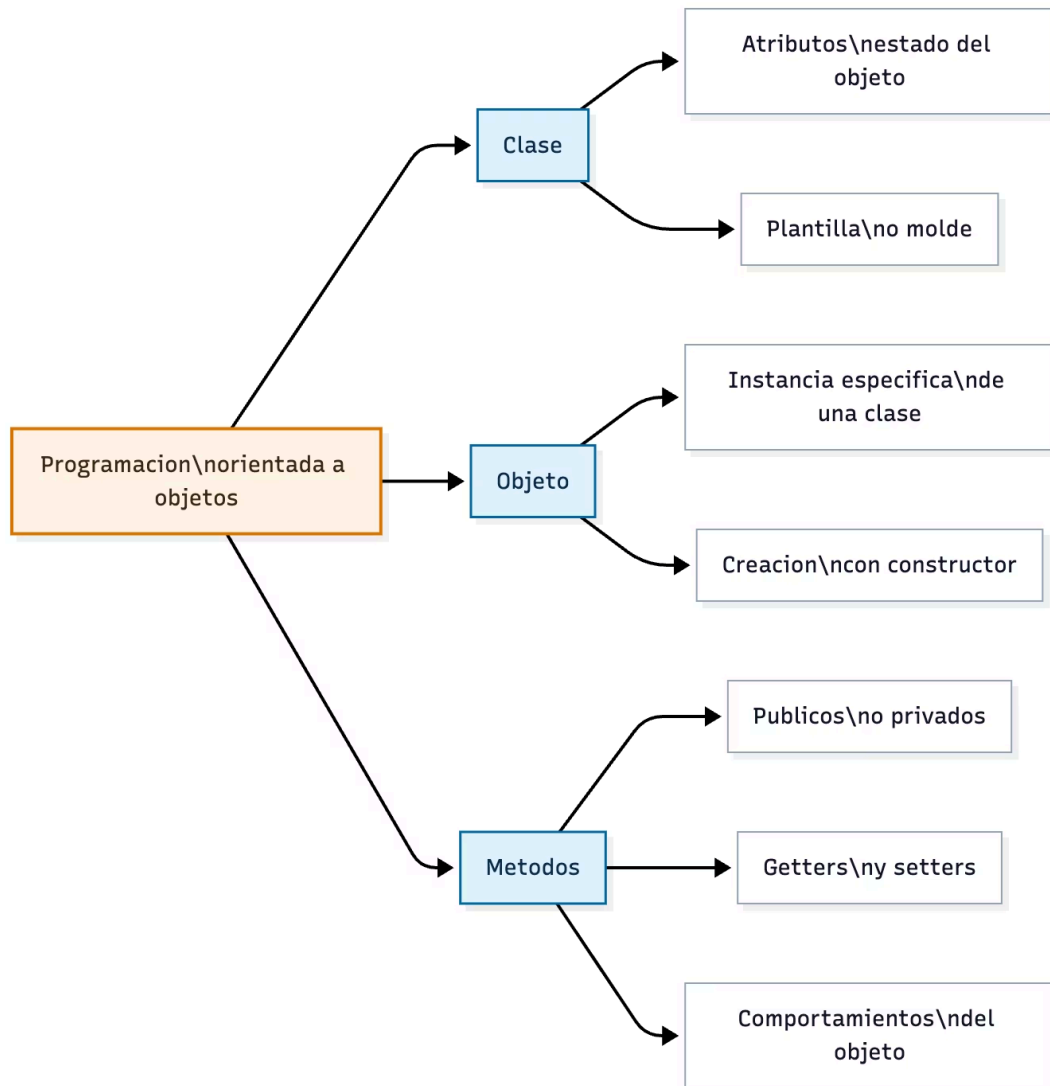 Atributos\nestado del
objeto
Clase
Plantilla\no molde
Instancia especifica\nde
una clase
Programacion\norientada a
objetos
Objeto
Creacion\ncon constructor
Publicos\no privados
Metodos
Getters\ny setters
Comportamientos\ndel
objeto